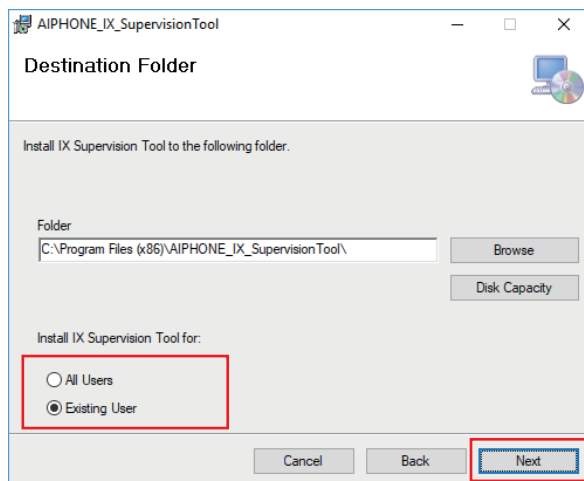 AIPHONE_IX_SupervisionTool
Destination Folder
Install IX Supervision Tool to the following folder.
Folder
C:\Program Files (x86)\AIPHONE_IX_SupervisionTool\
Browse
Disk Capacity
Install IX Supervision Tool for:
All Users
Existing User
Cancel Back Next